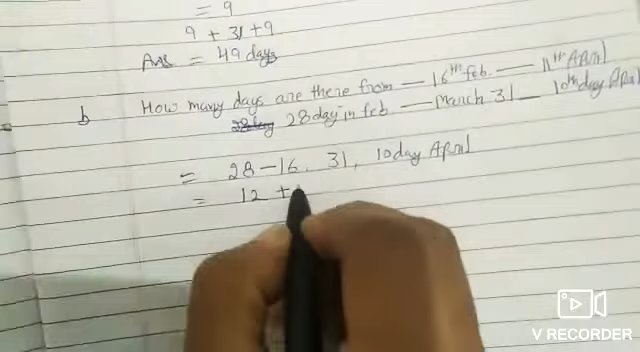 = 9
9 + 31 + 9
Ans = 49 days
b How many days are there from — 16th feb. — 11th April
28 day in feb — March 31 — 10th day April
= 28 - 16, 31, 10 day April
= 12 +
V RECORDER